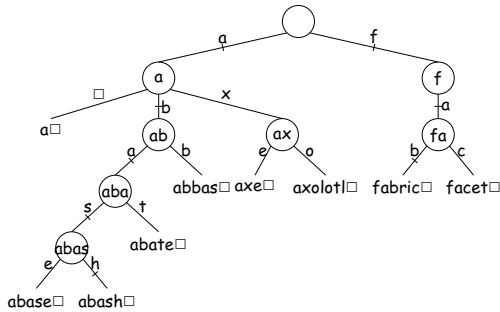 a f
a f
□ b x a
a□ ab ax fa
a b e o b c
aba abbas□ axe□ axolotl□ fabric□ facet□
s t
abas abate□
e h
abase□ abash□